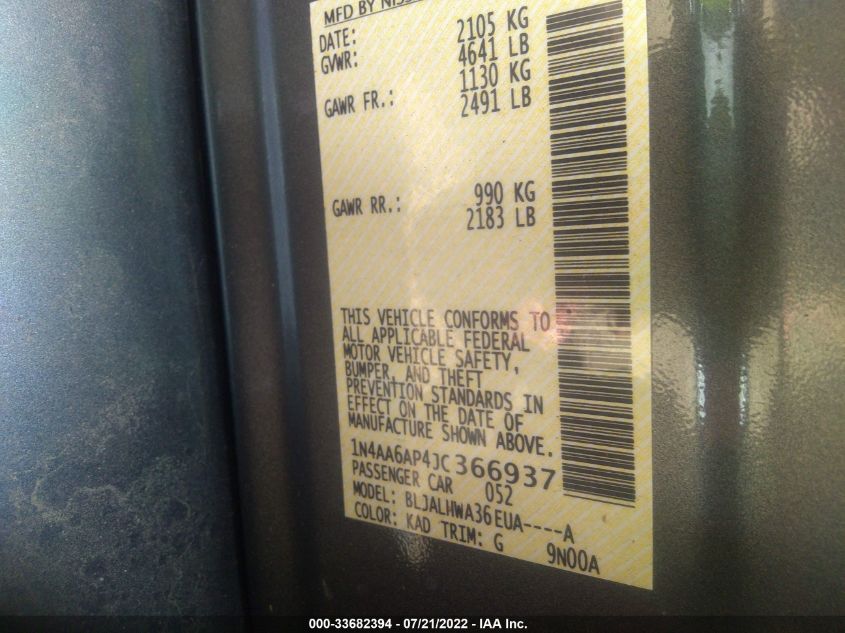 MFD BY NISS
DATE: 2105 KG
GVWR: 4641 LB
1130 KG
GAWR FR.: 2491 LB
990 KG
GAWR RR.: 2183 LB
THIS VEHICLE CONFORMS TO
ALL APPLICABLE FEDERAL
MOTOR VEHICLE SAFETY,
BUMPER, AND THEFT
PREVENTION STANDARDS IN
EFFECT ON THE DATE OF
MANUFACTURE SHOWN ABOVE.
1N4AA6AP4JC366937
PASSENGER CAR 052
MODEL: BLJALHWA36EUA----A
COLOR: KAD TRIM: G 9N00A
000-33682394 - 07/21/2022 - IAA Inc.